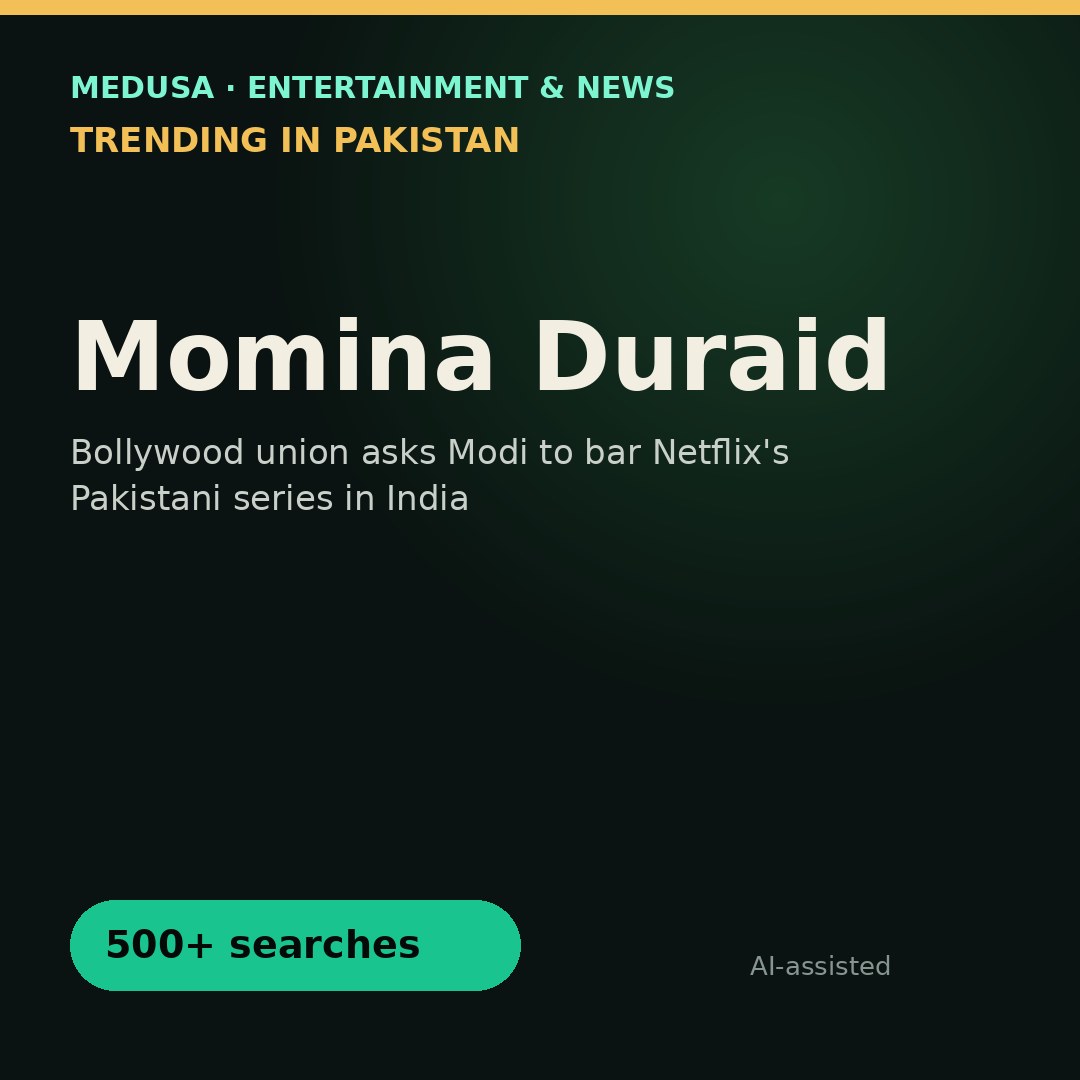 MEDUSA · ENTERTAINMENT & NEWS
TRENDING IN PAKISTAN
Momina Duraid
Bollywood union asks Modi to bar Netflix's
Pakistani series in India
500+ searches
AI-assisted